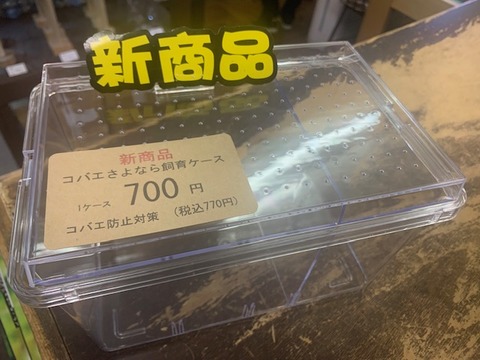 新商品
新商品
コバエさよなら飼育ケース
1ケース 700 円
コバエ防止対策 (税込770円)